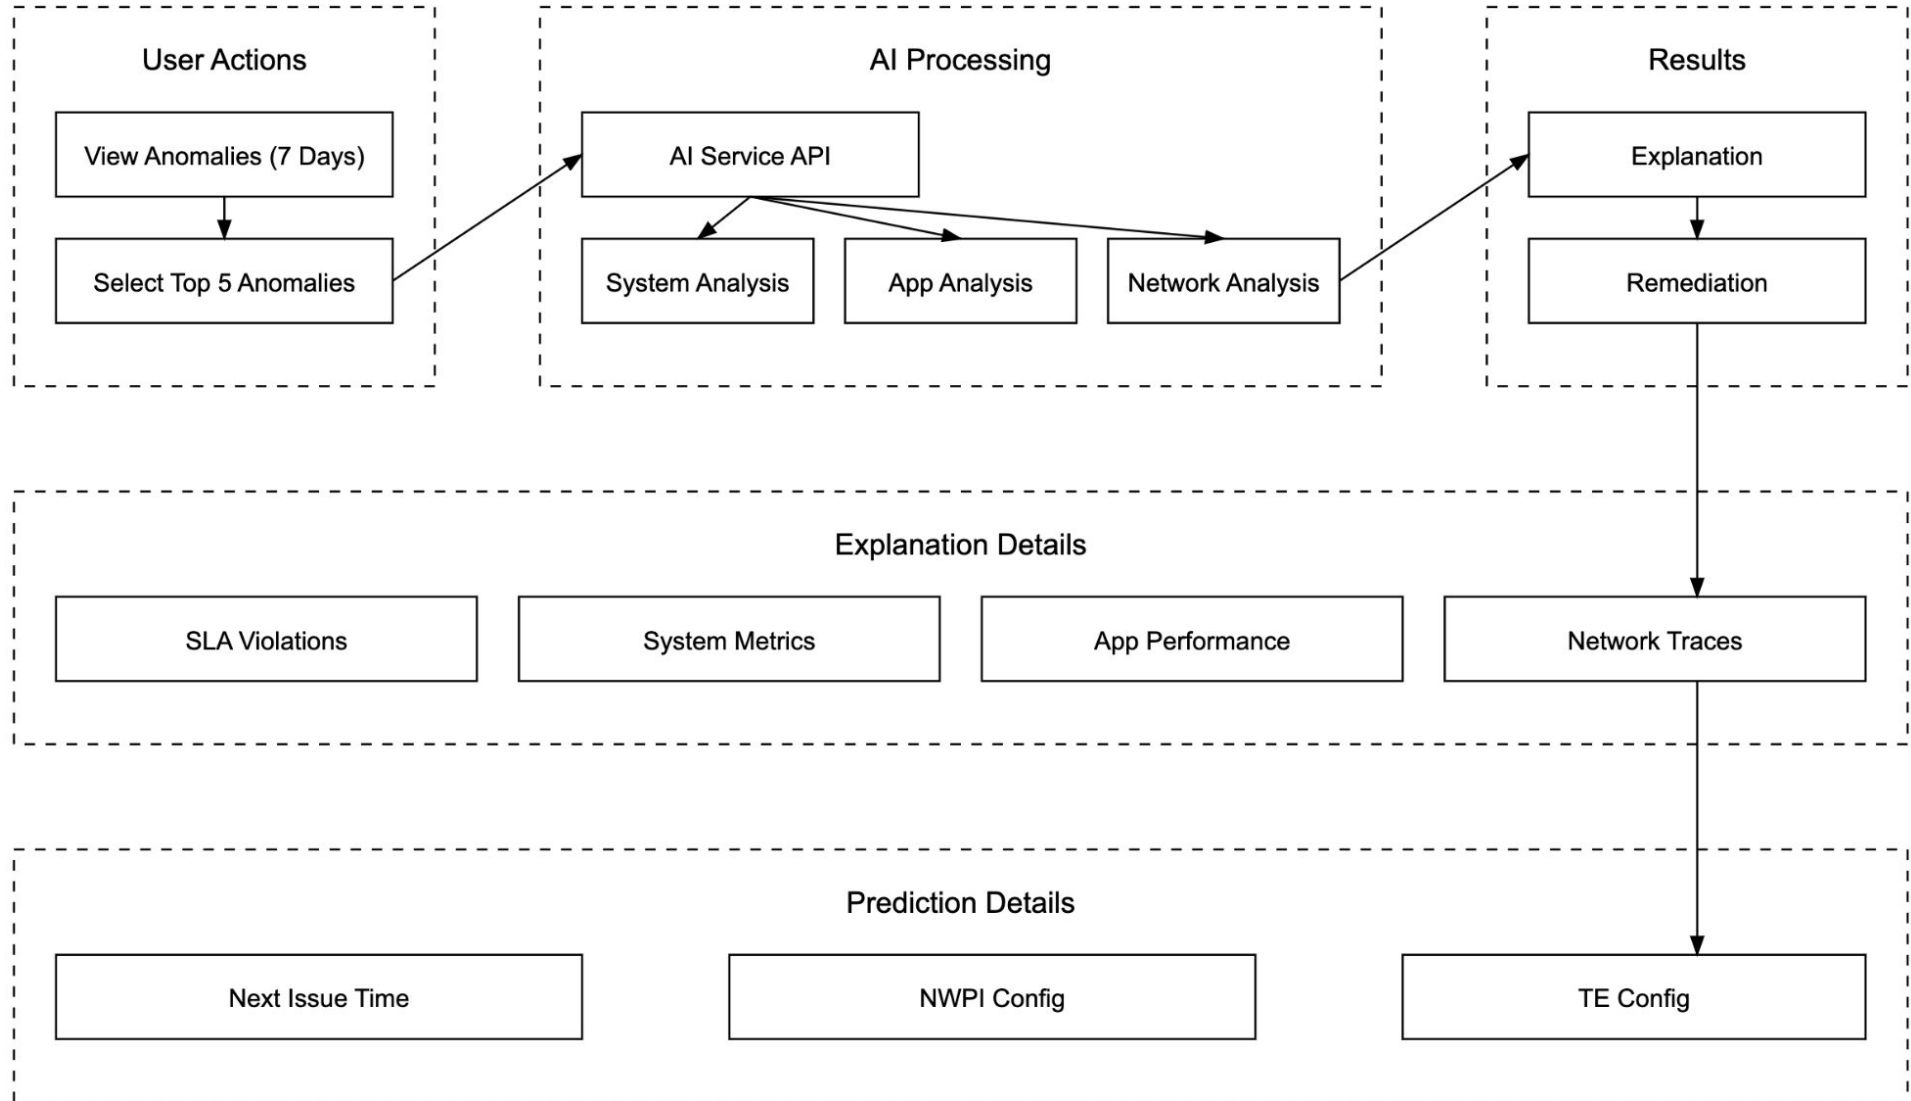 User Actions
AI Processing
Results
View Anomalies (7 Days)
AI Service API
Explanation
Select Top 5 Anomalies
System Analysis
App Analysis
Network Analysis
Remediation
Explanation Details
SLA Violations
System Metrics
App Performance
Network Traces
Prediction Details
Next Issue Time
NWPI Config
TE Config